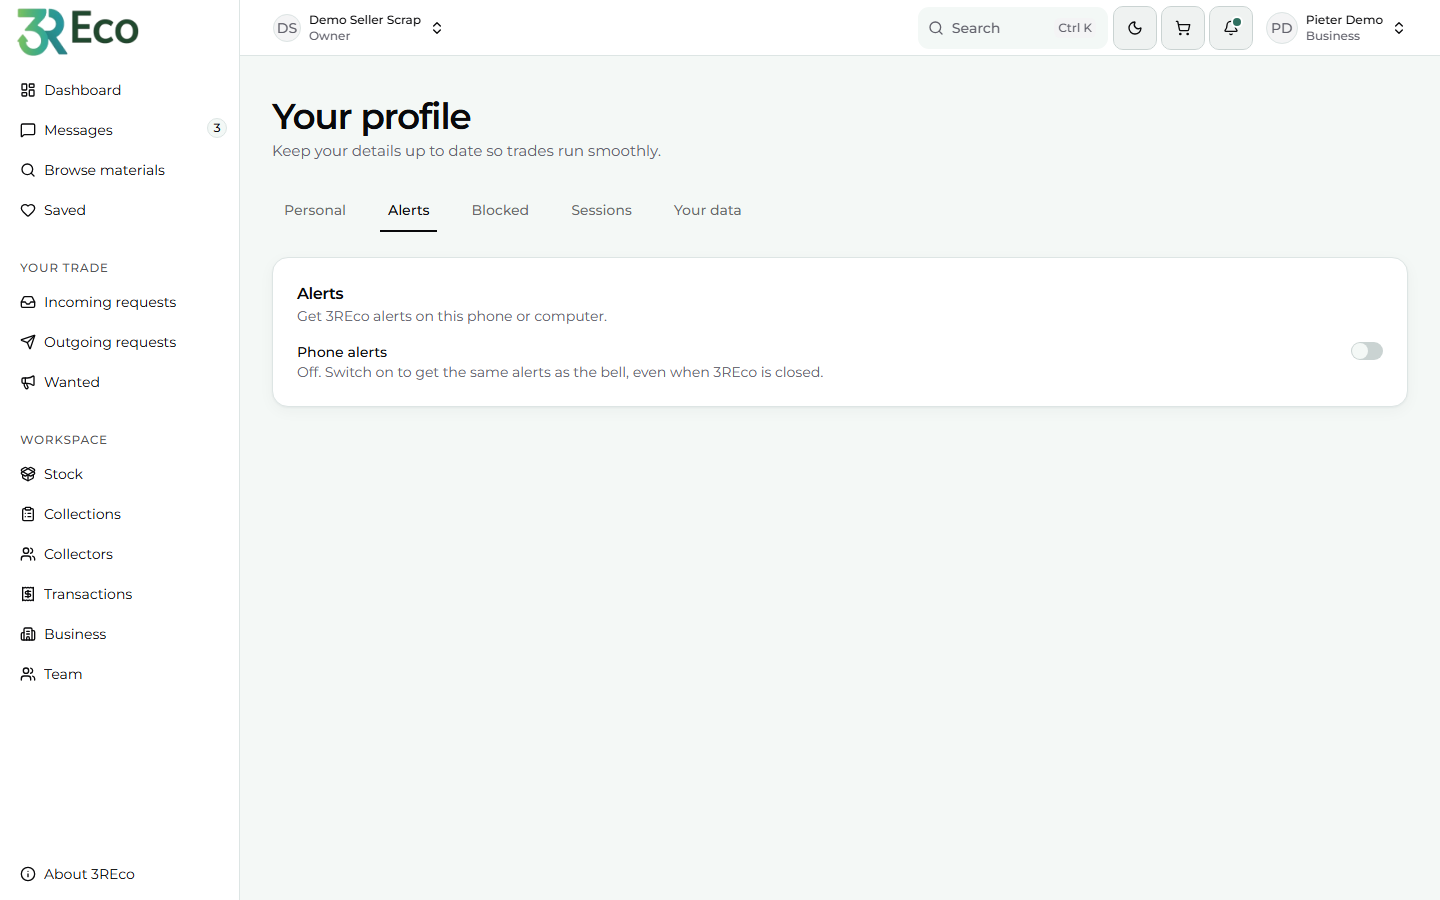 3R Eco
DS
Demo Seller Scrap
Owner
Search
Ctrl K
PD
Pieter Demo
Business
Dashboard
Messages
3
Browse materials
Saved
YOUR TRADE
Incoming requests
Outgoing requests
Wanted
WORKSPACE
Stock
Collections
Collectors
Transactions
Business
Team
About 3REco
Your profile
Keep your details up to date so trades run smoothly.
Personal
Alerts
Blocked
Sessions
Your data
Alerts
Get 3REco alerts on this phone or computer.
Phone alerts
Off. Switch on to get the same alerts as the bell, even when 3REco is closed.